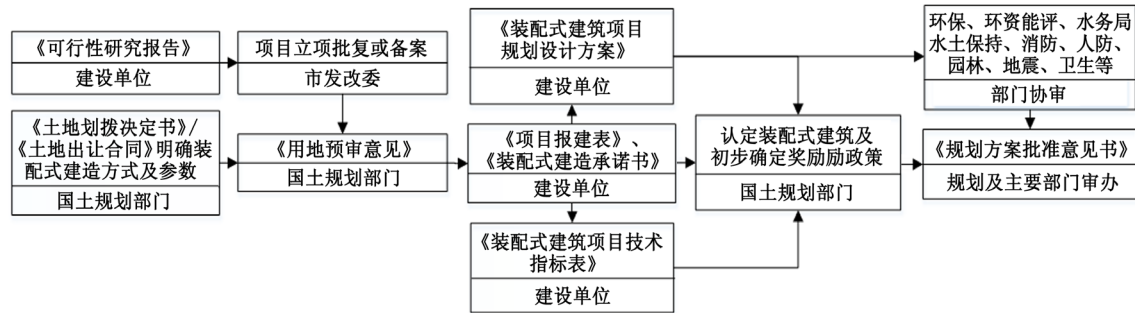 《可行性研究报告》
建设单位
项目立项批复或备案
市发改委
《土地划拨决定书》/
《土地出让合同》明确装
配式建造方式及参数
国土规划部门
《用地预审意见》
国土规划部门
《装配式建筑项目
规划设计方案》
建设单位
《项目报建表》、
《装配式建造承诺书》
建设单位
《装配式建筑项目技术
指标表》
建设单位
认定装配式建筑及
初步确定奖励励政策
国土规划部门
环保、环资能评、水务局
水土保持、消防、人防、
园林、地震、卫生等
部门协审
《规划方案批准意见书》
规划及主要部门审办